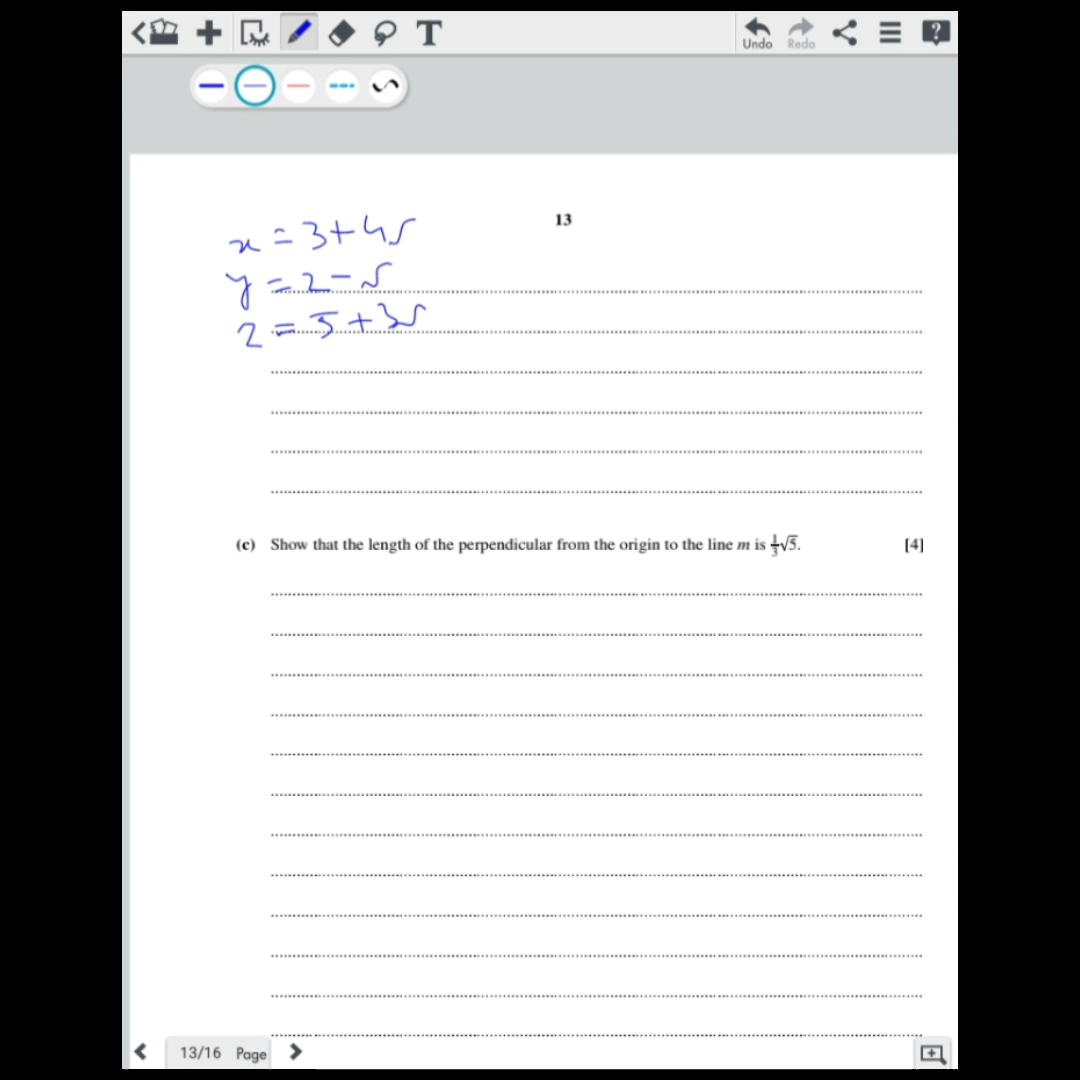 Undo Redo
13
x = 3 + 4s
y = 2 - s
z = 5 + 3s
(c) Show that the length of the perpendicular from the origin to the line m is ⅓√5. [4]
13/16 Page